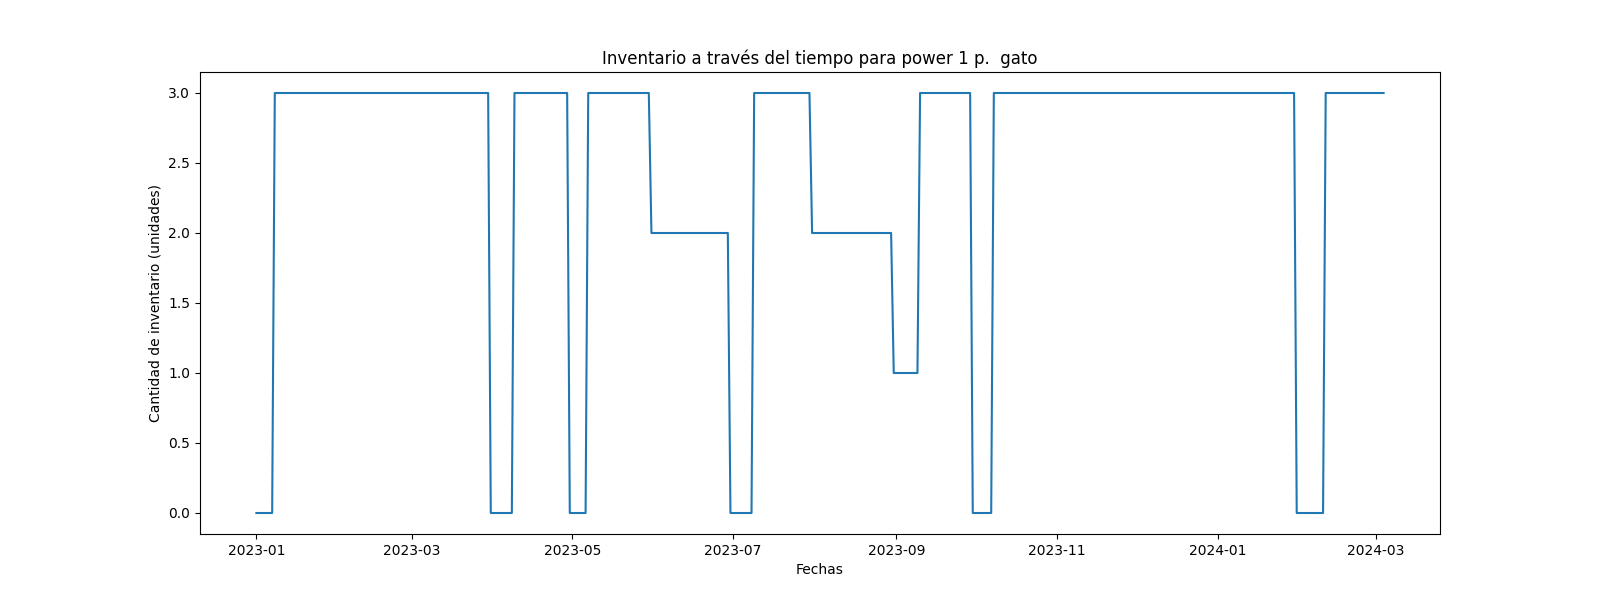 Inventario a través del tiempo para power 1 p.  gato
Cantidad de inventario (unidades)
3.0
2.5
2.0
1.5
1.0
0.5
0.0
2023-01 2023-03 2023-05 2023-07 2023-09 2023-11 2024-01 2024-03
Fechas